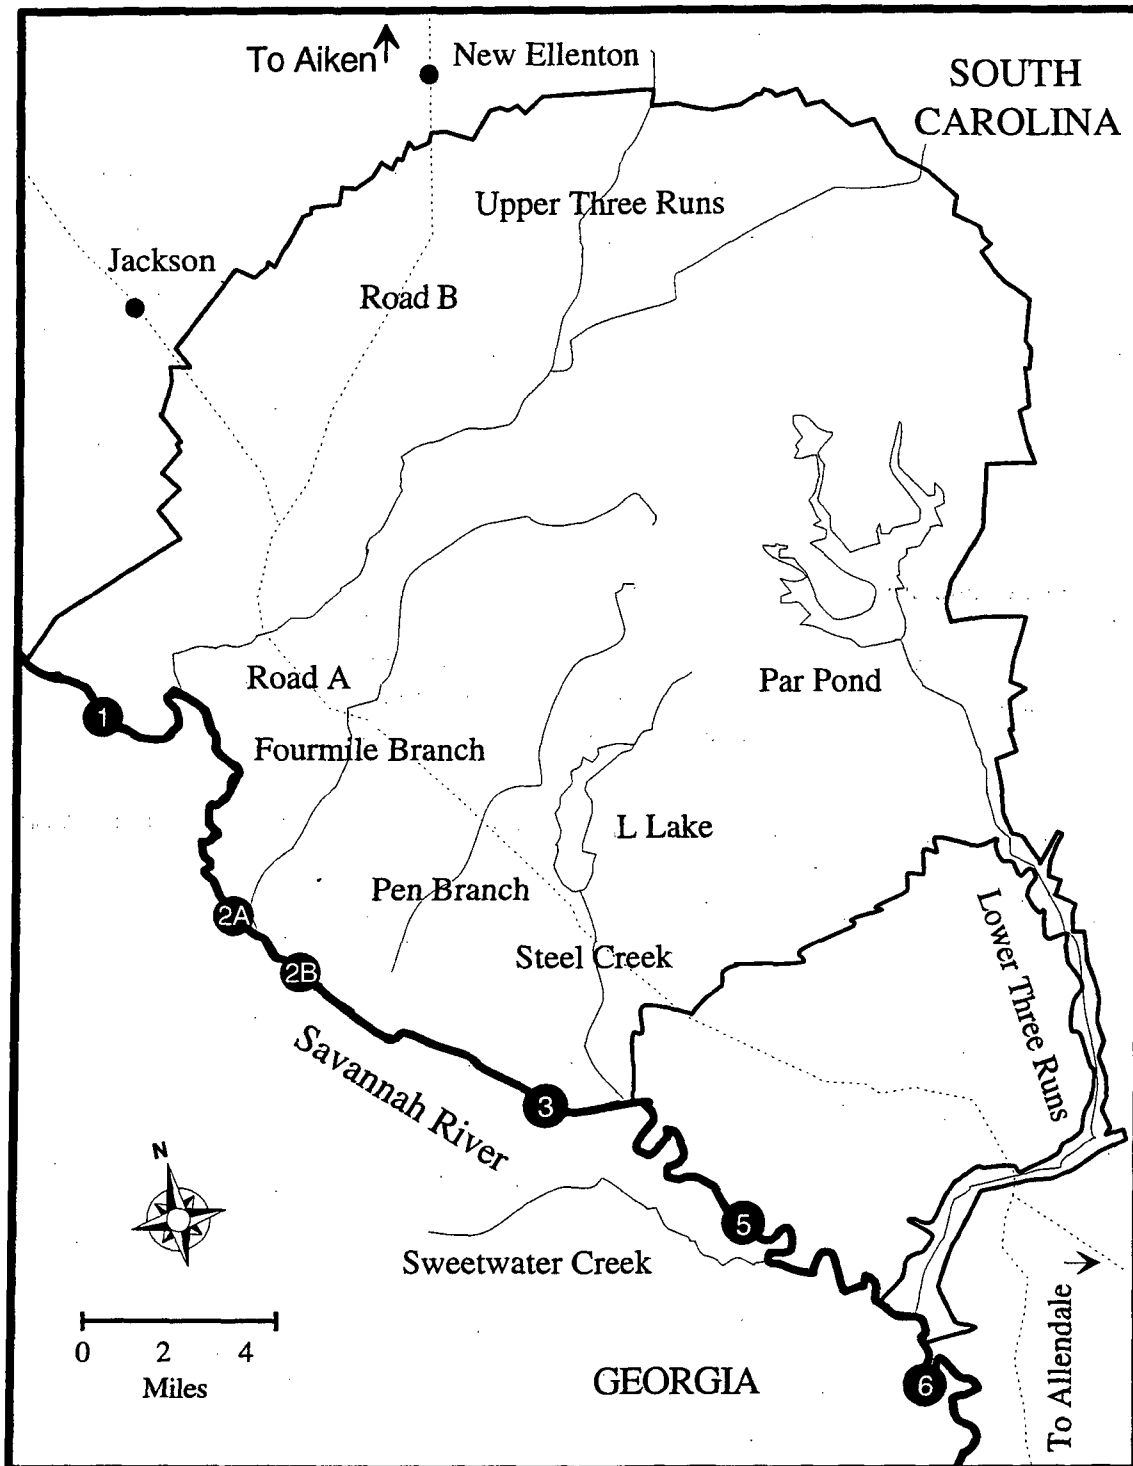 To Aiken
New Ellenton
SOUTH
CAROLINA
Upper Three Runs
Jackson
Road B
Road A
Par Pond
Fourmile Branch
L Lake
Pen Branch
Steel Creek
Lower Three Runs
1
2A
2B
Savannah River
3
N
5
Sweetwater Creek
To Allendale
0 2 4
Miles
GEORGIA
6